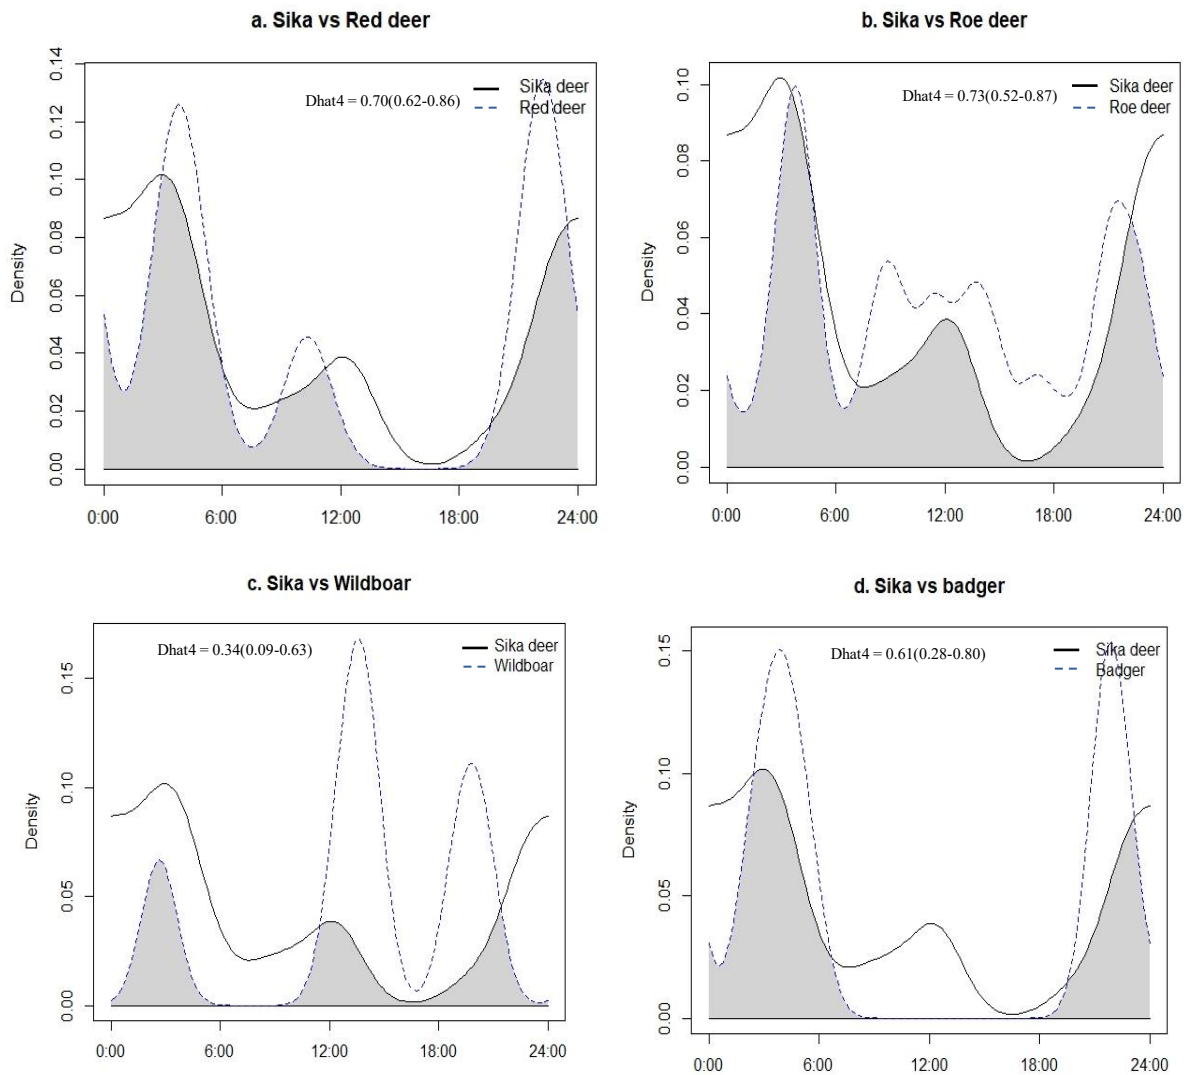 a. Sika vs Red deer
Dhat4 = 0.70(0.62-0.86)
Sika deer
Red deer
Density
0.14
0.12
0.10
0.08
0.06
0.04
0.02
0.00
0:00 6:00 12:00 18:00 24:00
b. Sika vs Roe deer
Dhat4 = 0.73(0.52-0.87)
Sika deer
Roe deer
Density
0.10
0.08
0.06
0.04
0.02
0.00
0:00 6:00 12:00 18:00 24:00
c. Sika vs Wildboar
Dhat4 = 0.34(0.09-0.63)
Sika deer
Wildboar
Density
0.15
0.10
0.05
0.00
0:00 6:00 12:00 18:00 24:00
d. Sika vs badger
Dhat4 = 0.61(0.28-0.80)
Sika deer
Badger
Density
0.15
0.10
0.05
0.00
0:00 6:00 12:00 18:00 24:00